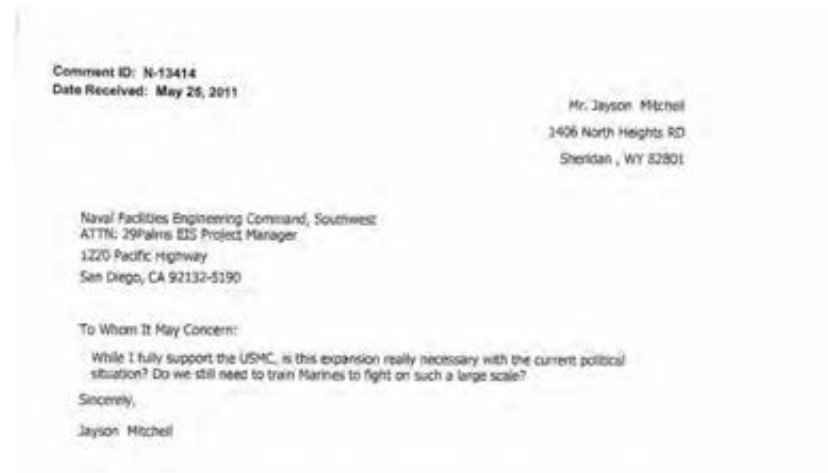 Comment ID: N-13414
Date Received: May 25, 2011
Mr. Jayson Mitchell
1406 North Heights RD
Sheridan , WY 82801
Naval Facilities Engineering Command, Southwest
ATTN: 29Palms EIS Project Manager
1220 Pacific Highway
San Diego, CA 92132-5190
To Whom It May Concern:
While I fully support the USMC, is this expansion really necessary with the current political
situation? Do we still need to train Marines to fight on such a large scale?
Sincerely,
Jayson Mitchell